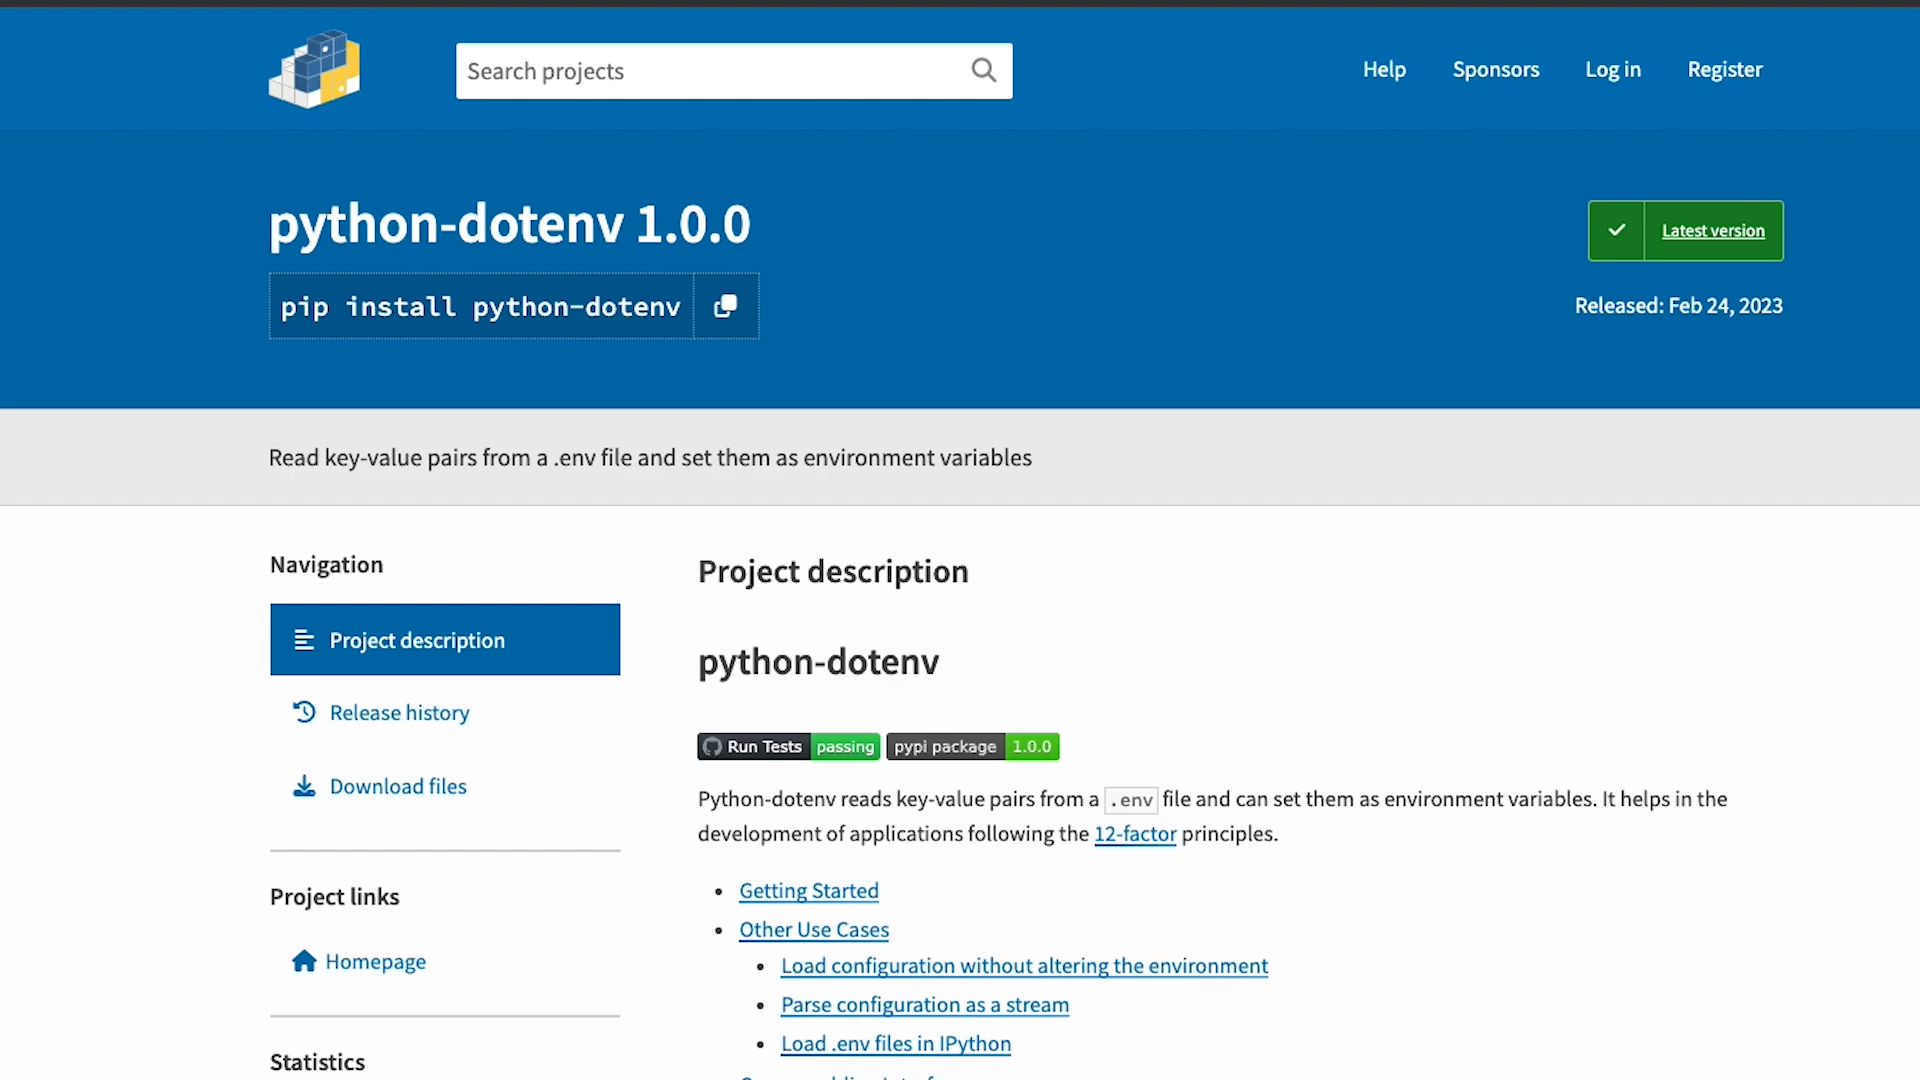 Search projects
Help
Sponsors
Log in
Register
python-dotenv 1.0.0
pip install python-dotenv
Latest version
Released: Feb 24, 2023
Read key-value pairs from a .env file and set them as environment variables
Navigation
Project description
Release history
Download files
Project links
Homepage
Statistics
Project description
python-dotenv
Run Tests passing pypi package 1.0.0
Python-dotenv reads key-value pairs from a .env file and can set them as environment variables. It helps in the
development of applications following the 12-factor principles.
Getting Started
Other Use Cases
Load configuration without altering the environment
Parse configuration as a stream
Load .env files in IPython